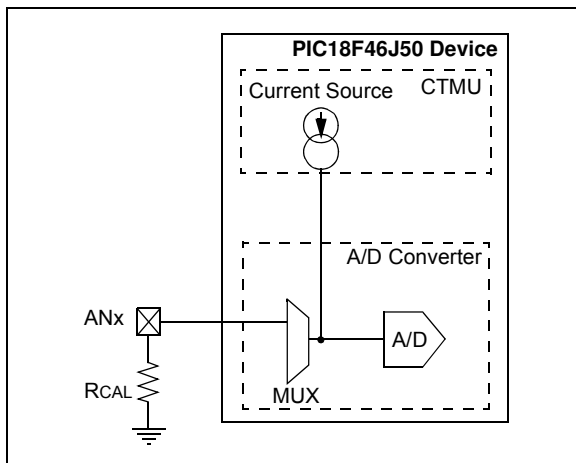 PIC18F46J50 Device
Current Source
CTMU
A/D Converter
ANx
A/D
RCAL
MUX